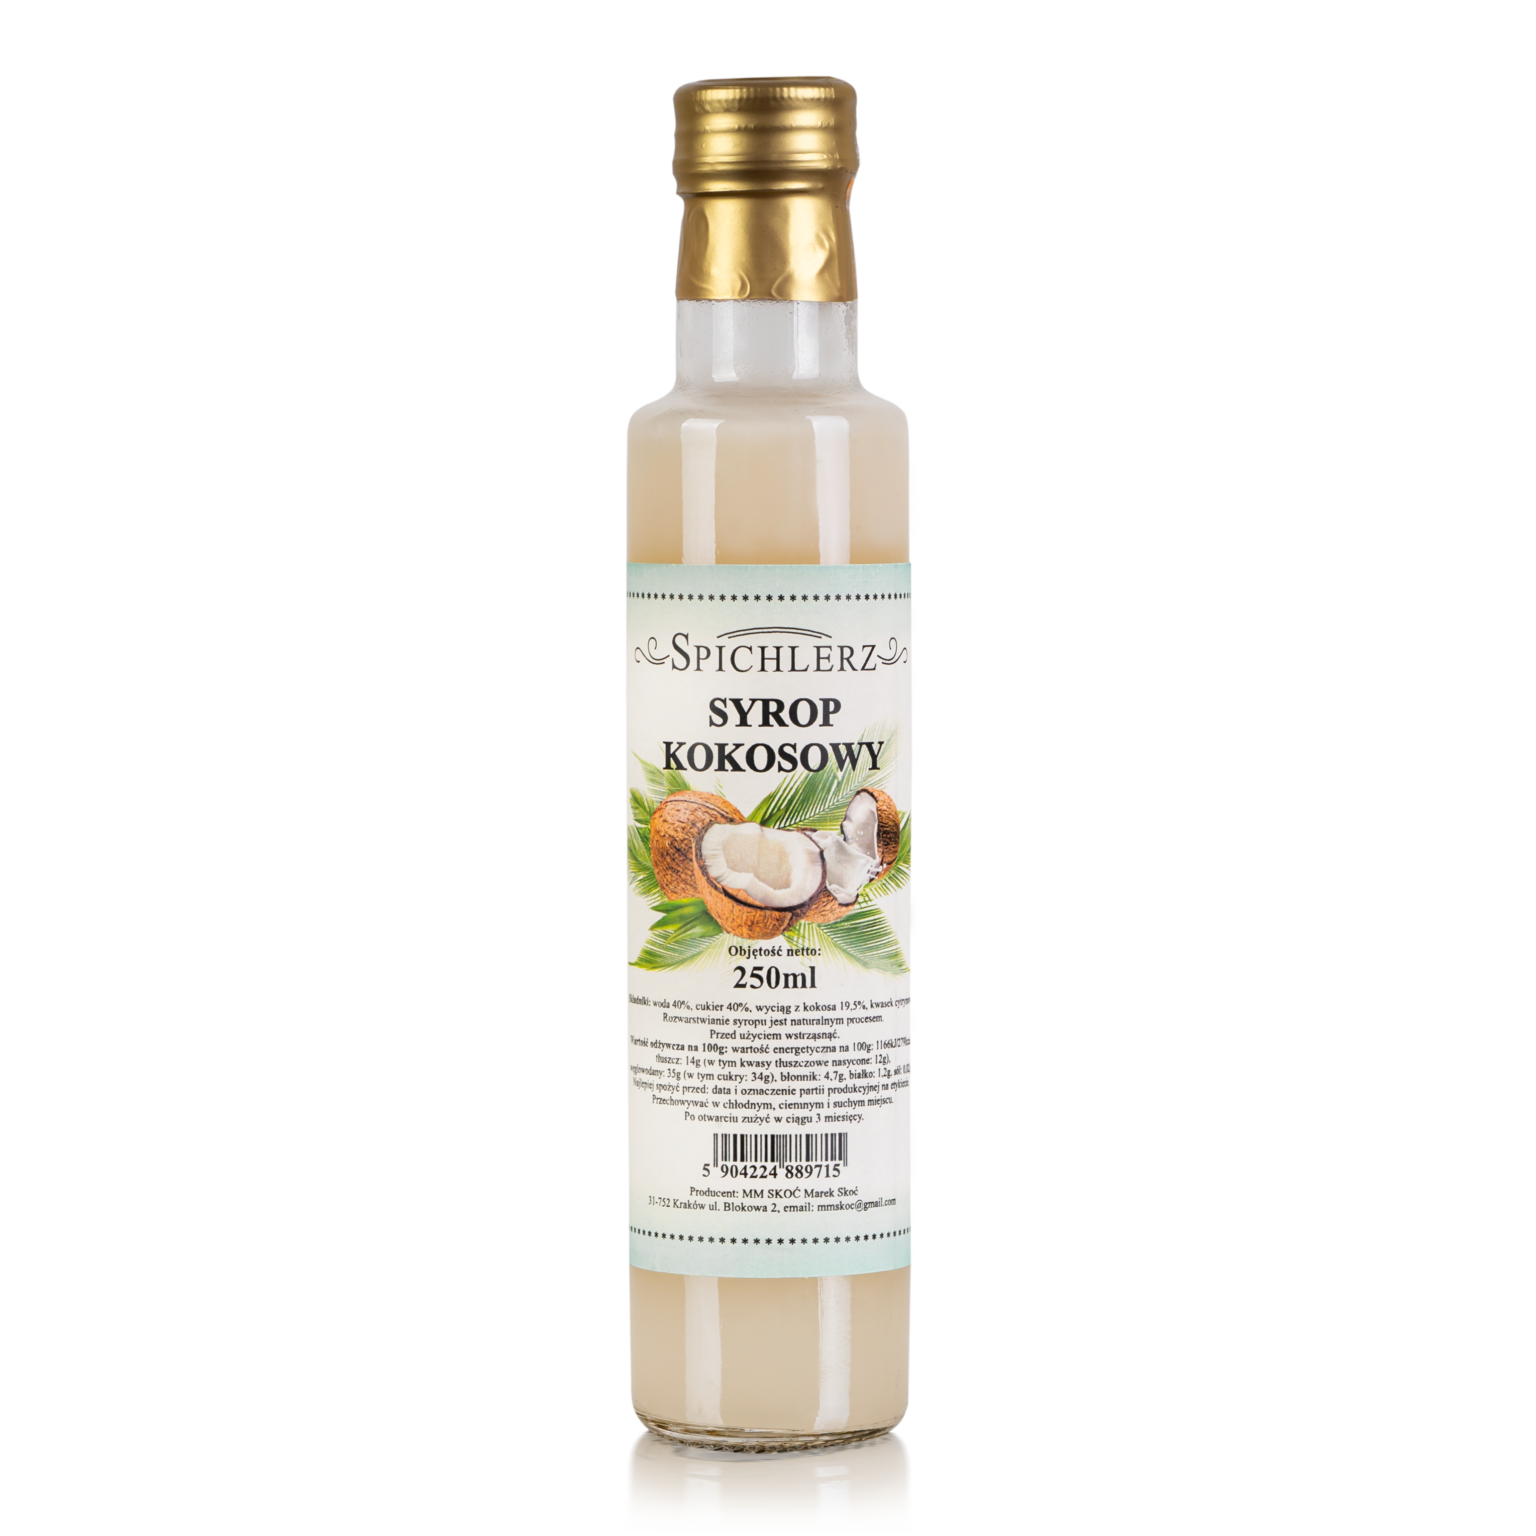 SPICHLERZ
SYROP
KOKOSOWY
Objętość netto:
250ml
Składniki: woda 40%, cukier 40%, wyciąg z kokosa 19,5%, kwasek
Rozwarstwianie syropu jest naturalnym procesem.
Przed użyciem wstrząsnąć.
Wartość odżywcza na 100g: wartość energetyczna na 100g:
tłuszcz: 14g (w tym kwasy tłuszczowe nasycone: 12g),
węglowodany: 35g (w tym cukry: 34g), błonnik: 4,7g, białko: 1,2g, sól:
Najlepiej spożyć przed: data i oznaczenie partii produkcyjnej na
Przechowywać w chłodnym, ciemnym i suchym miejscu.
Po otwarciu zużyć w ciągu 3 miesięcy.
5 904224 889715
Producent: MM SKOĆ Marek Skoć
31-752 Kraków ul. Blokowa 2, email: mmskoc@gmail.com